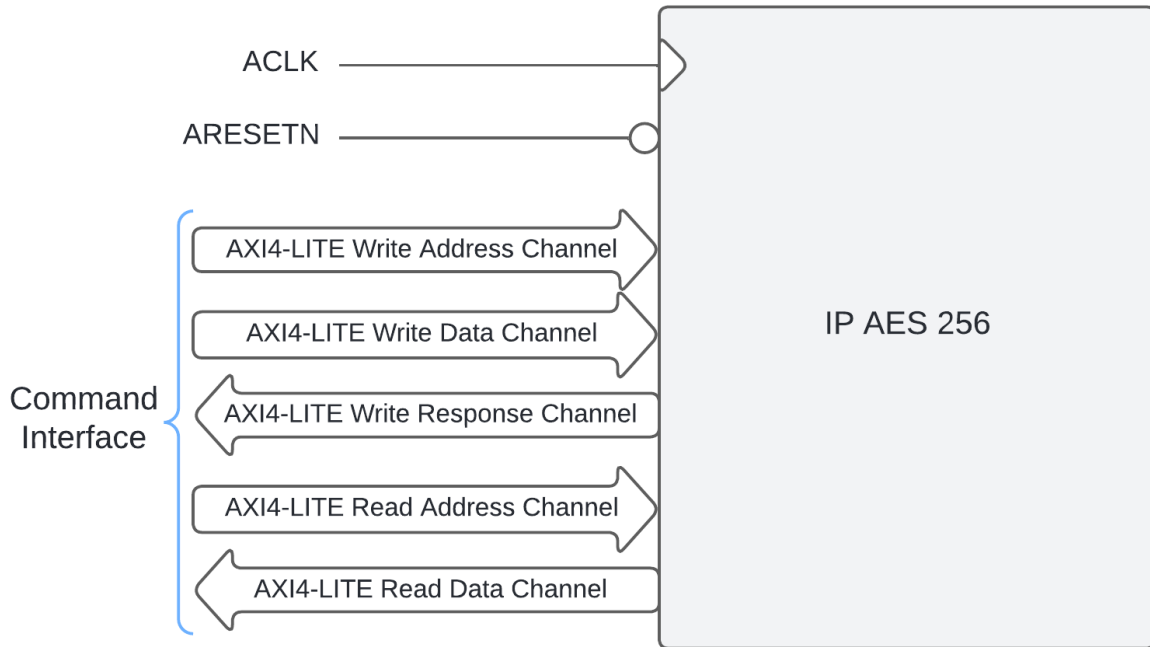 ACLK
ARESETN
AXI4-LITE Write Address Channel
AXI4-LITE Write Data Channel
IP AES 256
Command
Interface
AXI4-LITE Write Response Channel
AXI4-LITE Read Address Channel
AXI4-LITE Read Data Channel